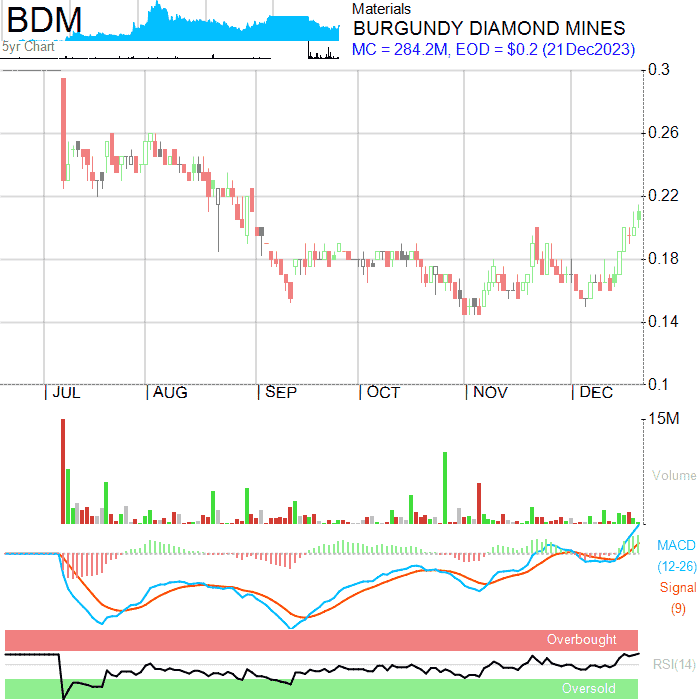 BDM
5yr Chart
Materials
BURGUNDY DIAMOND MINES
MC = 284.2M, EOD = $0.2 (21Dec2023)
0.3
0.26
0.22
0.18
0.14
0.1
JUL AUG SEP OCT NOV DEC
15M
Volume
MACD
(12-26)
Signal
(9)
Overbought
RSI(14)
Oversold